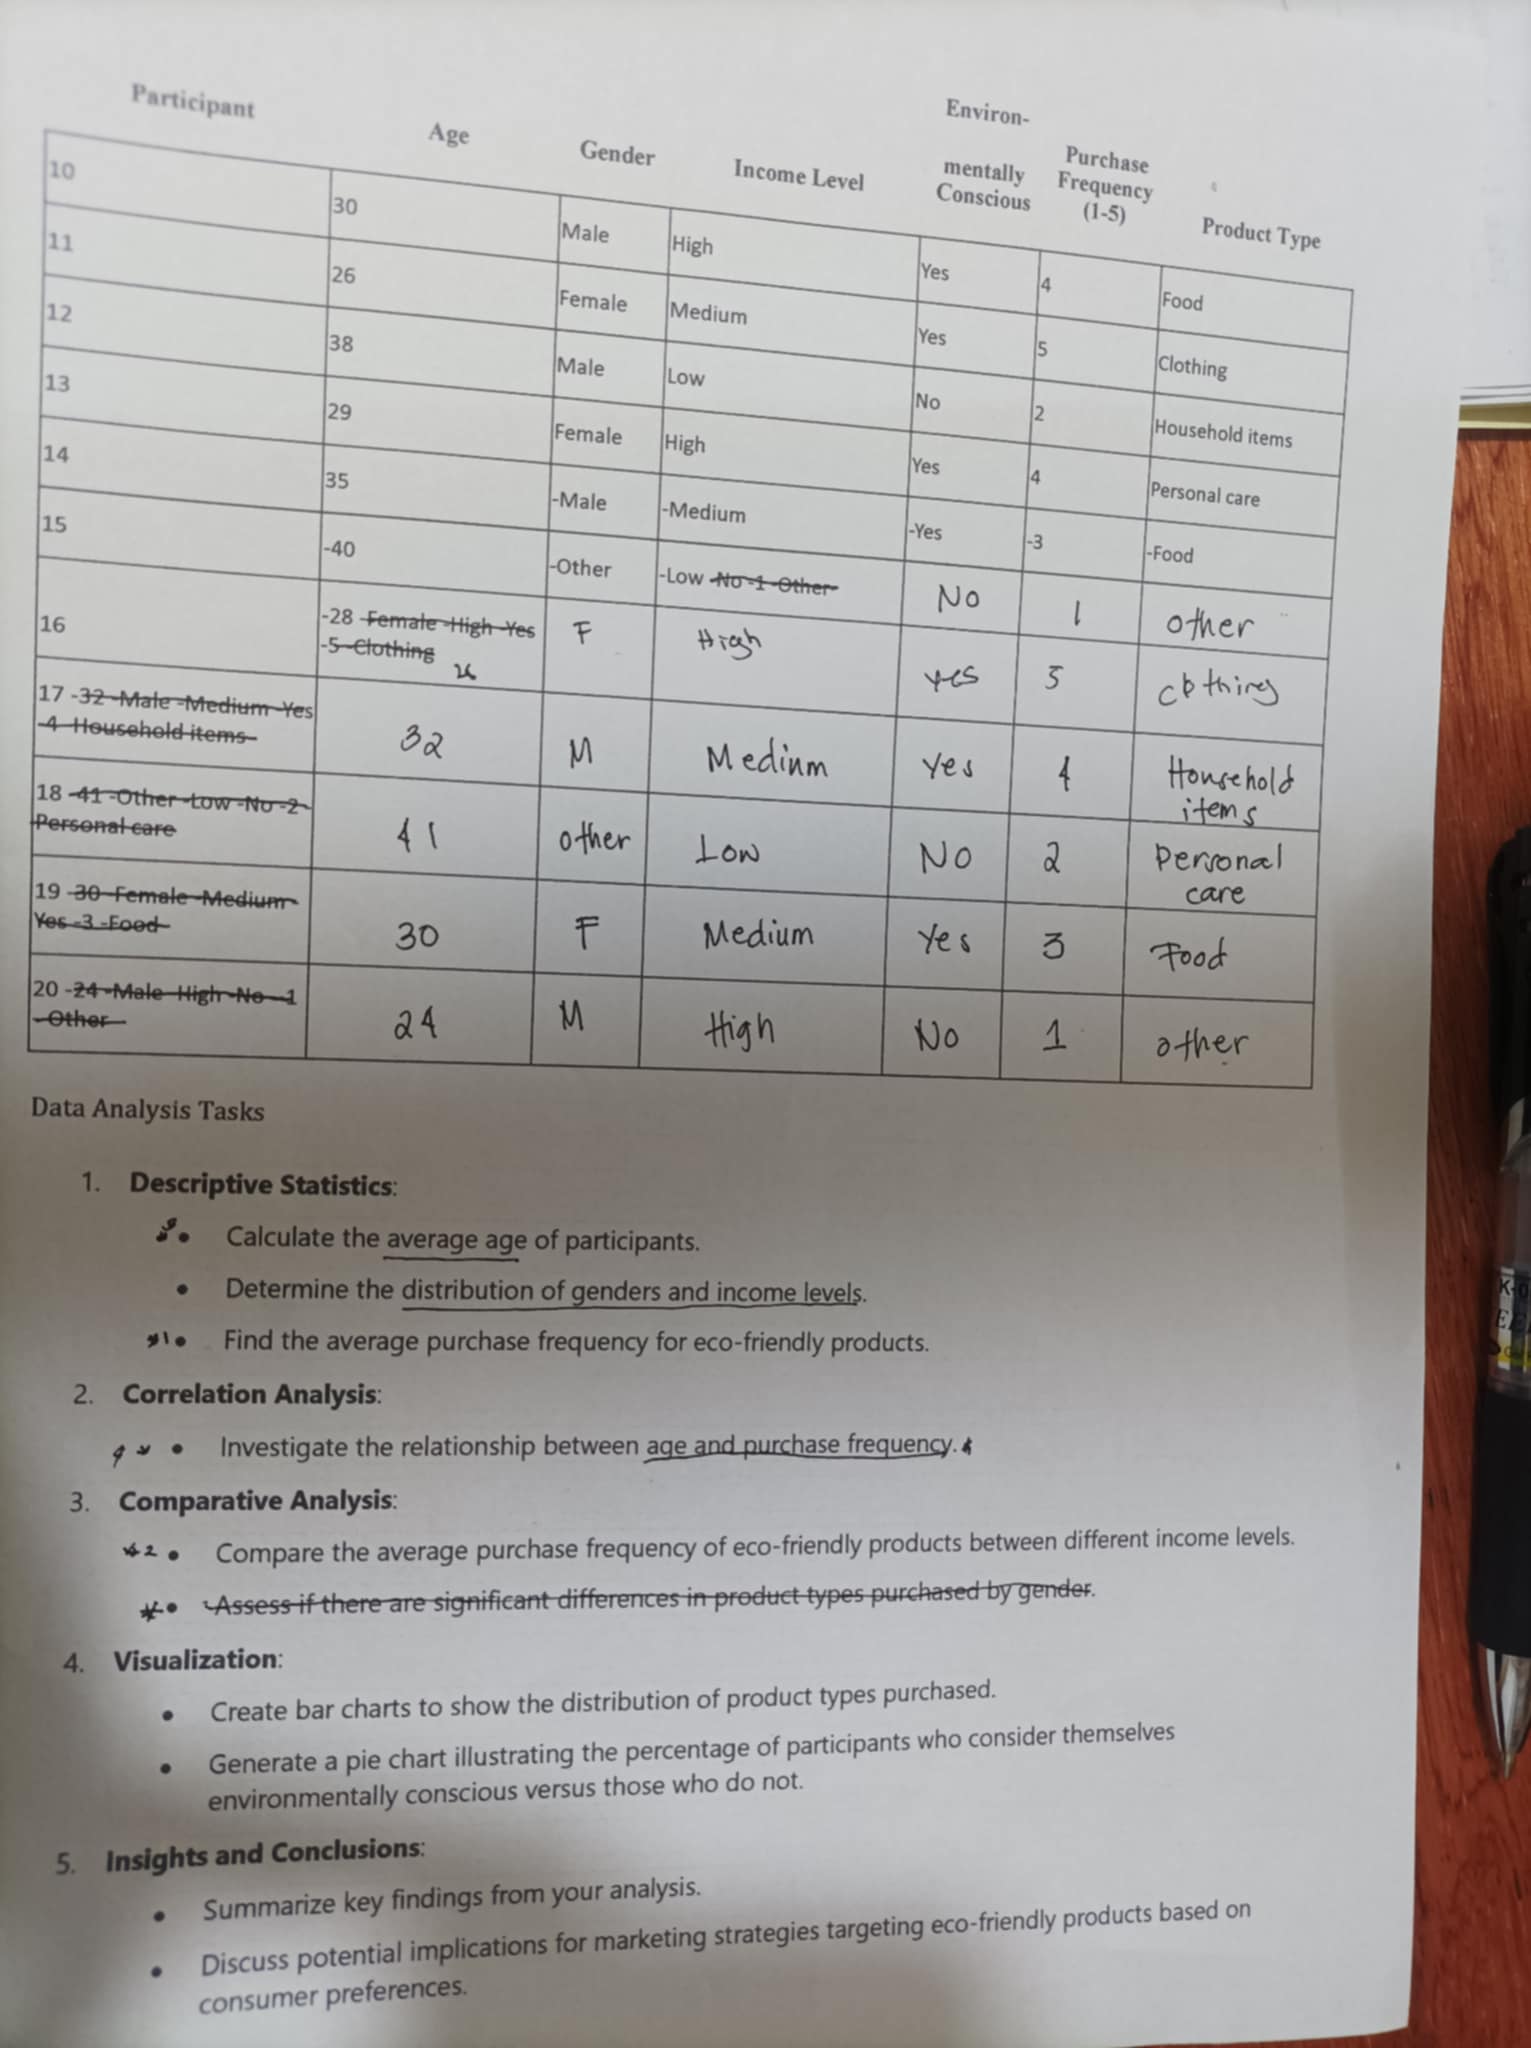 Participant Age Gender Income Level Environ- mentally Conscious Purchase Frequency (1-5) Product Type
10 30 Male High Yes 4 Food
11 26 Female Medium Yes 5 Clothing
12 38 Male Low No 2 Household items
13 29 Female High Yes 4 Personal care
14 35 -Male -Medium -Yes -3 -Food
15 -40 -Other -Low -No -1 -Other- No 1 other
16 -28 -Female -High -Yes F High yes 5 clothing
-5 -Clothing
17 -32 -Male -Medium -Yes 32 M Medium Yes 4 Household
-4 -Household items- items
18 -41 -Other -Low -No -2- 41 other Low No 2 Personal
Personal care care
19 -30 -Female -Medium- 30 F Medium Yes 3 Food
Yes -3 -Food-
20 -24 -Male -High -No -1 24 M High No 1 other
-Other-
Data Analysis Tasks
1. Descriptive Statistics:
• Calculate the average age of participants.
• Determine the distribution of genders and income levels.
*1 • Find the average purchase frequency for eco-friendly products.
2. Correlation Analysis:
• Investigate the relationship between age and purchase frequency.
3. Comparative Analysis:
*2 • Compare the average purchase frequency of eco-friendly products between different income levels.
* • Assess if there are significant differences in product types purchased by gender.
4. Visualization:
• Create bar charts to show the distribution of product types purchased.
• Generate a pie chart illustrating the percentage of participants who consider themselves
environmentally conscious versus those who do not.
5. Insights and Conclusions:
• Summarize key findings from your analysis.
• Discuss potential implications for marketing strategies targeting eco-friendly products based on
consumer preferences.